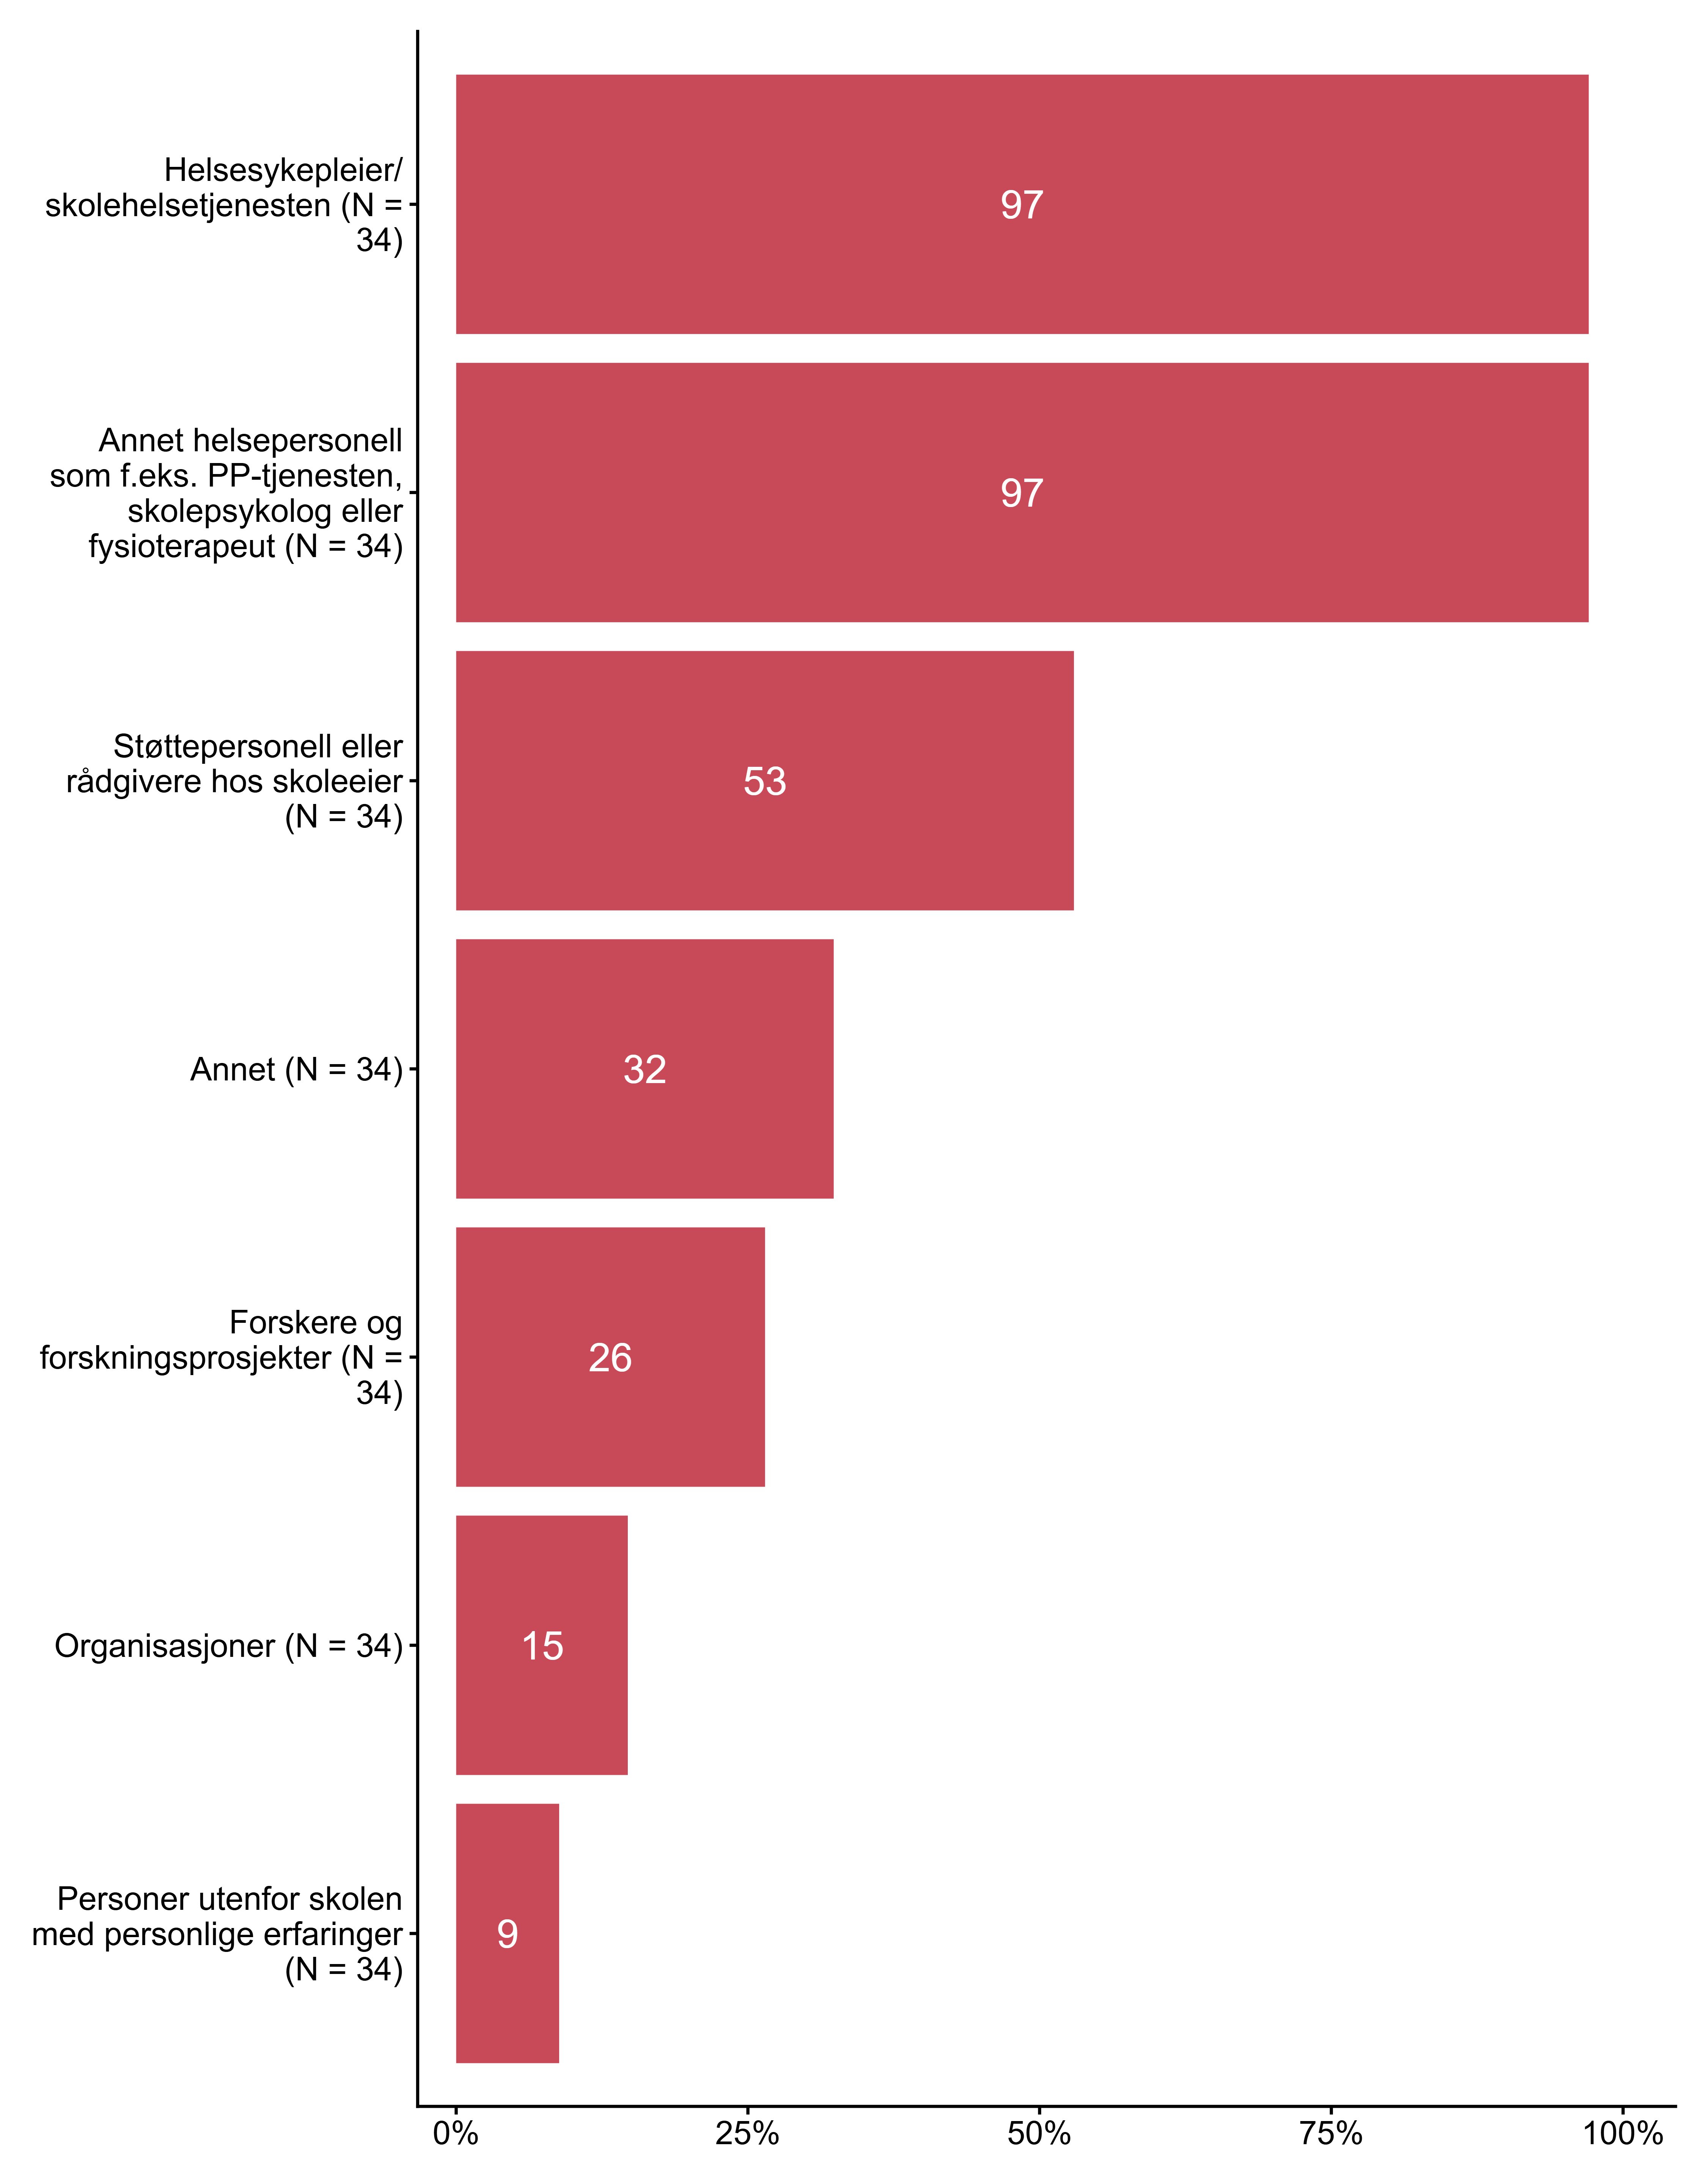 Helsesykepleier/
skolehelsetjenesten (N =
34)
97
Annet helsepersonell
som f.eks. PP-tjenesten,
skolepsykolog eller
fysioterapeut (N = 34)
97
Støttepersonell eller
rådgivere hos skoleeier
(N = 34)
53
Annet (N = 34)
32
Forskere og
forskningsprosjekter (N =
34)
26
Organisasjoner (N = 34)
15
Personer utenfor skolen
med personlige erfaringer
(N = 34)
9
0% 25% 50% 75% 100%